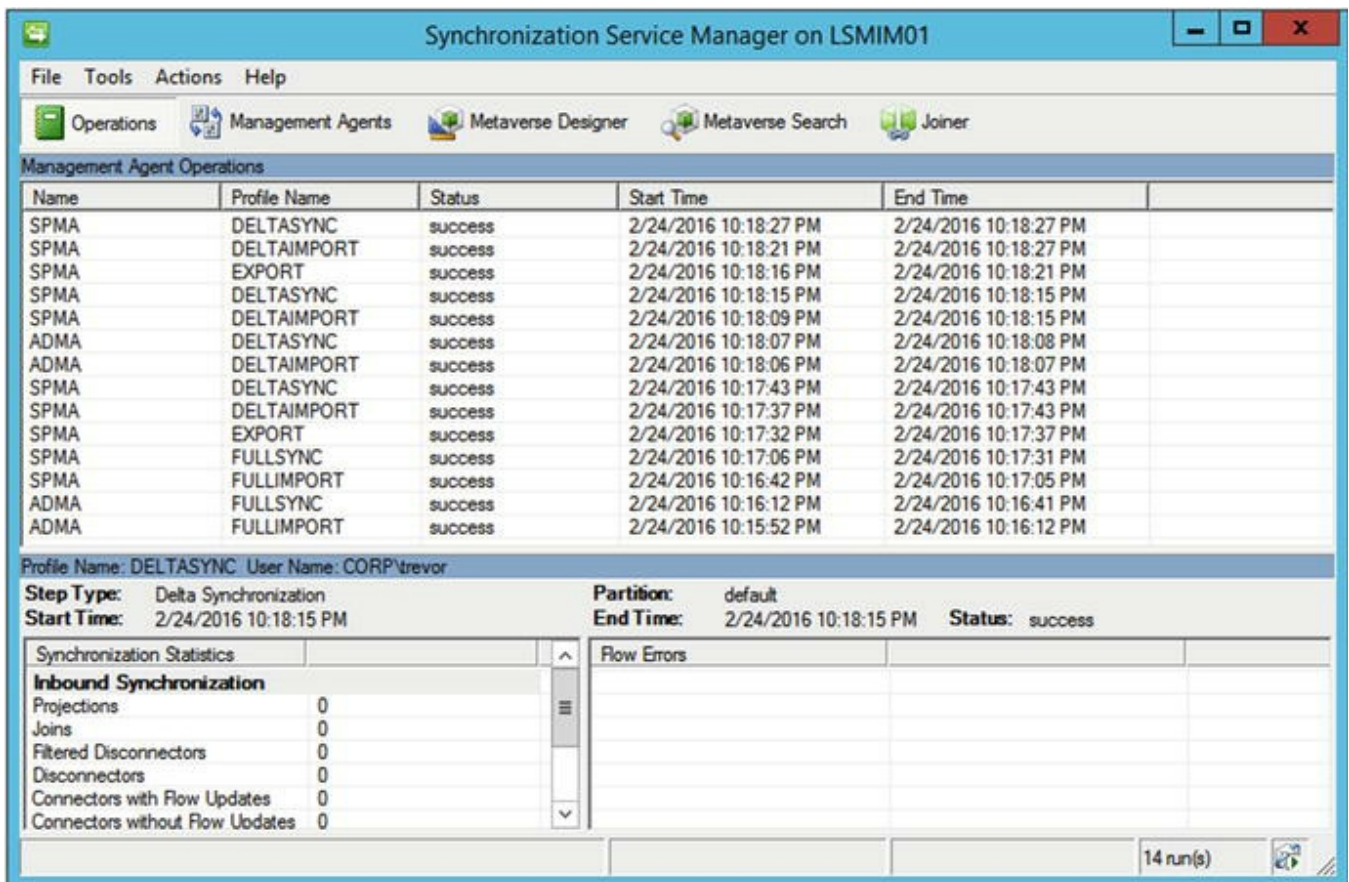 Synchronization Service Manager on LSMIM01
File Tools Actions Help
Operations Management Agents Metaverse Designer Metaverse Search Joiner
Management Agent Operations
Name Profile Name Status Start Time End Time
SPMA DELTASYNC success 2/24/2016 10:18:27 PM 2/24/2016 10:18:27 PM
SPMA DELTAIMPORT success 2/24/2016 10:18:21 PM 2/24/2016 10:18:27 PM
SPMA EXPORT success 2/24/2016 10:18:16 PM 2/24/2016 10:18:21 PM
SPMA DELTASYNC success 2/24/2016 10:18:15 PM 2/24/2016 10:18:15 PM
SPMA DELTAIMPORT success 2/24/2016 10:18:09 PM 2/24/2016 10:18:15 PM
ADMA DELTASYNC success 2/24/2016 10:18:07 PM 2/24/2016 10:18:08 PM
ADMA DELTAIMPORT success 2/24/2016 10:18:06 PM 2/24/2016 10:18:07 PM
SPMA DELTASYNC success 2/24/2016 10:17:43 PM 2/24/2016 10:17:43 PM
SPMA DELTAIMPORT success 2/24/2016 10:17:37 PM 2/24/2016 10:17:43 PM
SPMA EXPORT success 2/24/2016 10:17:32 PM 2/24/2016 10:17:37 PM
SPMA FULLSYNC success 2/24/2016 10:17:06 PM 2/24/2016 10:17:31 PM
SPMA FULLIMPORT success 2/24/2016 10:16:42 PM 2/24/2016 10:17:05 PM
ADMA FULLSYNC success 2/24/2016 10:16:12 PM 2/24/2016 10:16:41 PM
ADMA FULLIMPORT success 2/24/2016 10:15:52 PM 2/24/2016 10:16:12 PM
Profile Name: DELTASYNC User Name: CORP\trevor
Step Type: Delta Synchronization Partition: default
Start Time: 2/24/2016 10:18:15 PM End Time: 2/24/2016 10:18:15 PM Status: success
Synchronization Statistics Flow Errors
Inbound Synchronization
Projections 0
Joins 0
Filtered Disconnectors 0
Disconnectors 0
Connectors with Flow Updates 0
Connectors without Flow Updates 0
14 run(s)